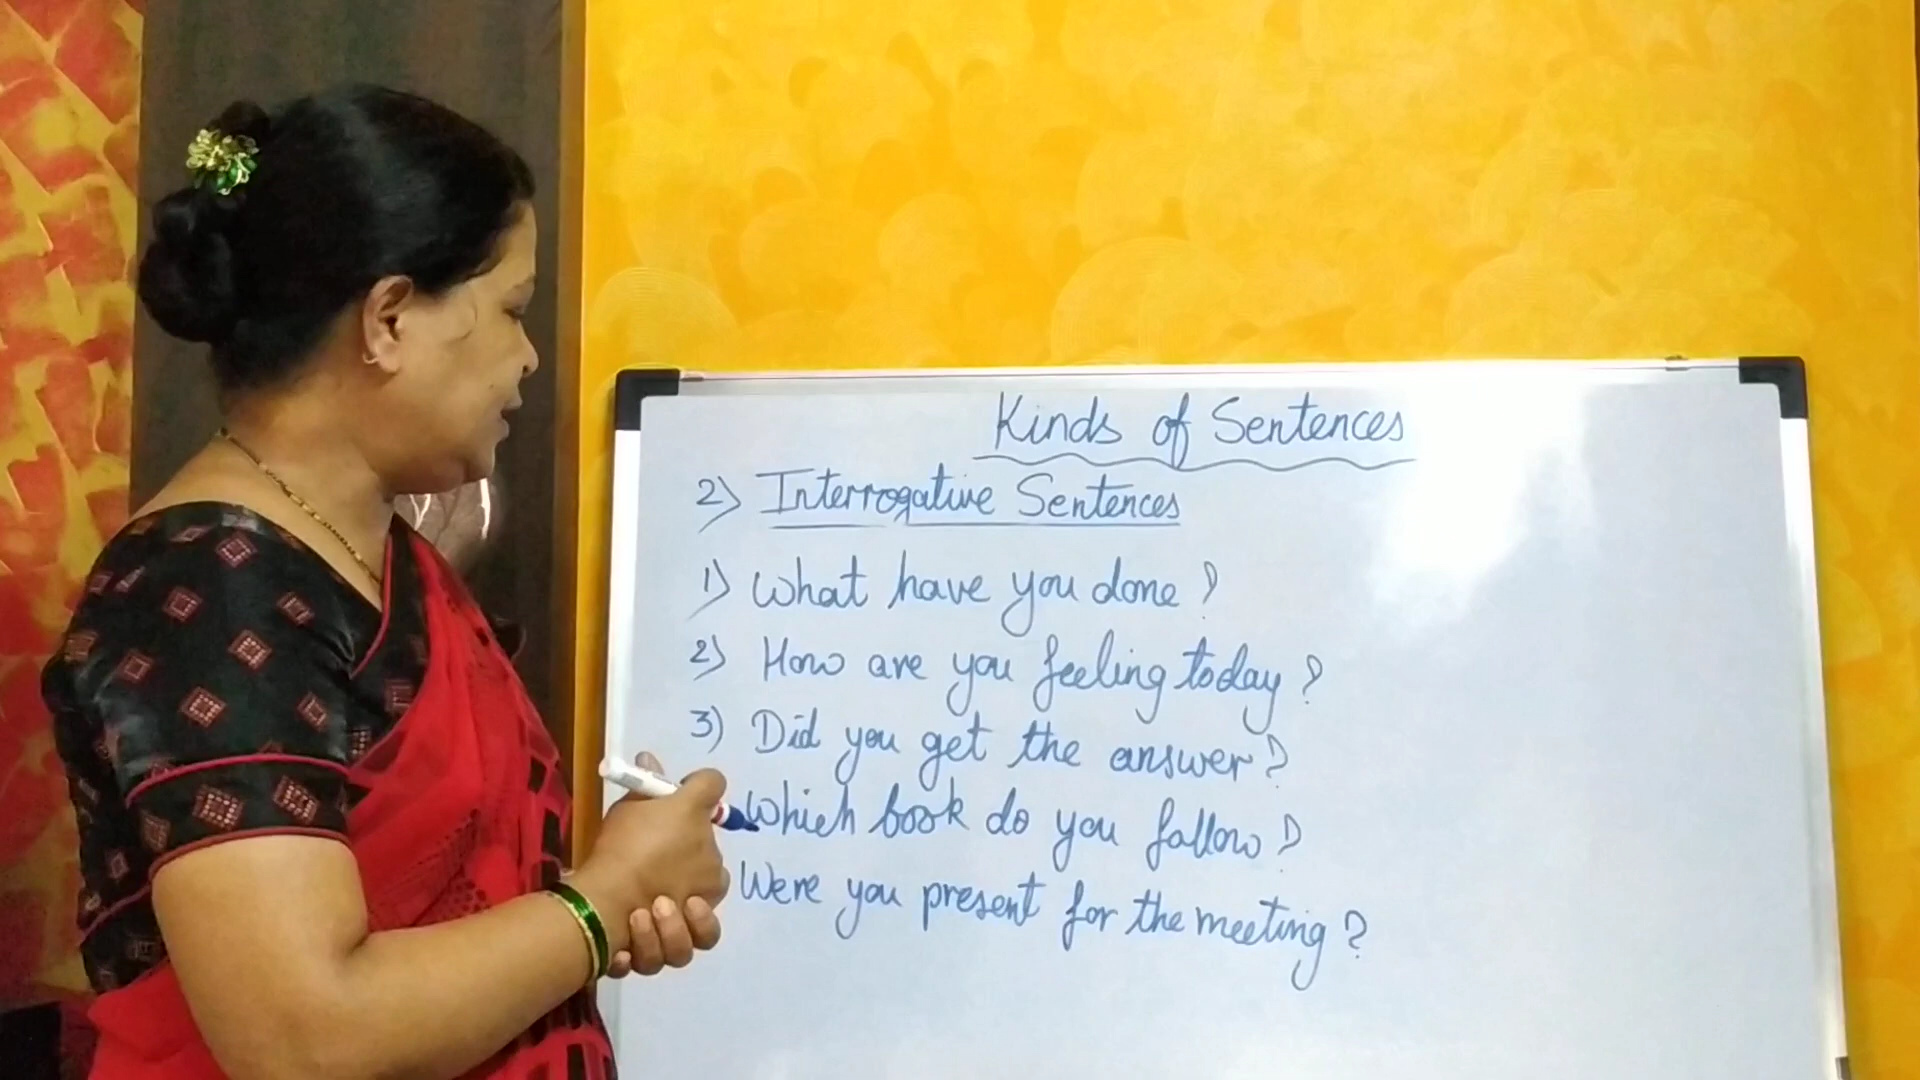 Kinds of Sentences
2) Interrogative Sentences
1) What have you done?
2) How are you feeling today?
3) Did you get the answer?
Which book do you follow?
Were you present for the meeting?